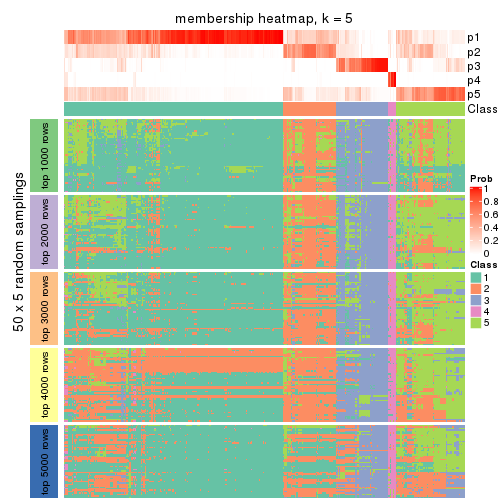 membership heatmap, k = 5
p1
p2
p3
p4
p5
Class
50 x 5 random samplings
top 1000 rows
top 2000 rows
top 3000 rows
top 4000 rows
top 5000 rows
Prob
1
0.8
0.6
0.4
0.2
0
Class
1
2
3
4
5